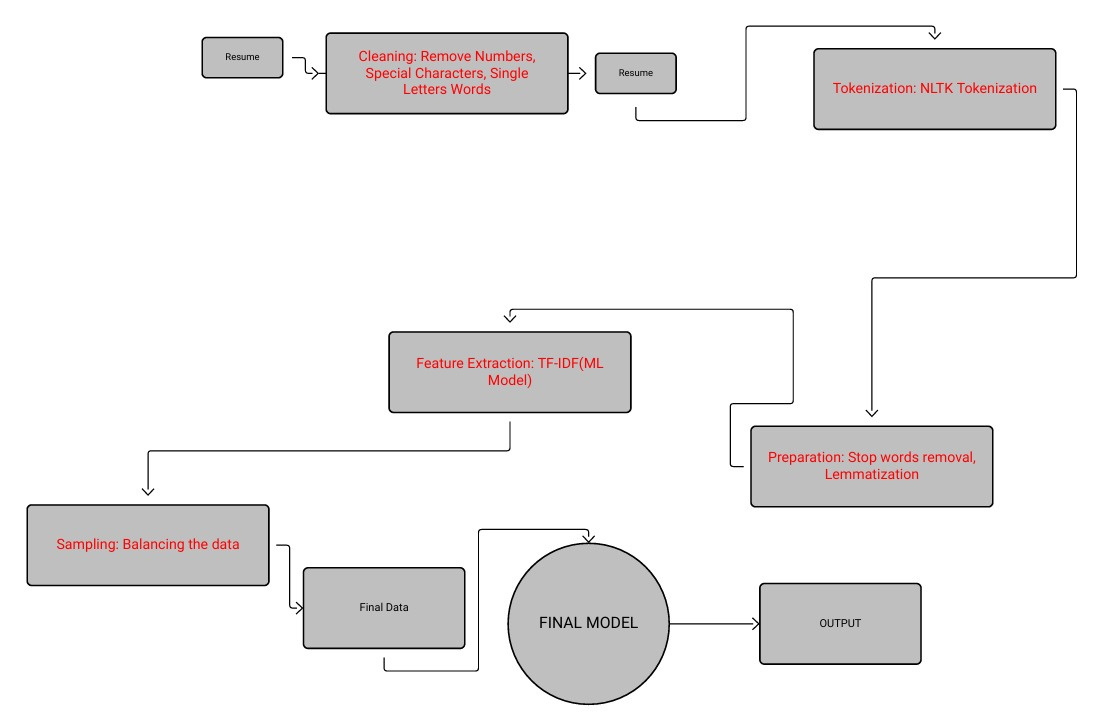 Resume
Cleaning: Remove Numbers,
Special Characters, Single
Letters Words
Resume
Tokenization: NLTK Tokenization
Feature Extraction: TF-IDF(ML
Model)
Preparation: Stop words removal,
Lemmatization
Sampling: Balancing the data
Final Data
FINAL MODEL
OUTPUT